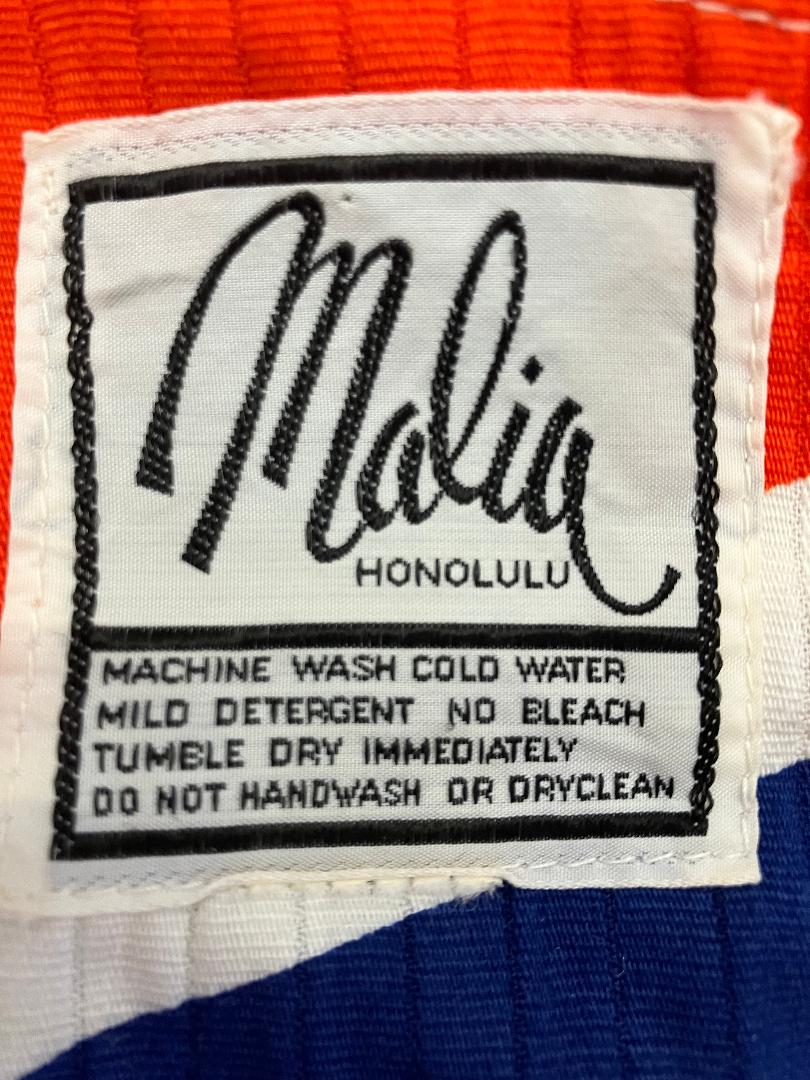 Malia
HONOLULU
MACHINE WASH COLD WATER
MILD DETERGENT NO BLEACH
TUMBLE DRY IMMEDIATELY
DO NOT HANDWASH OR DRYCLEAN